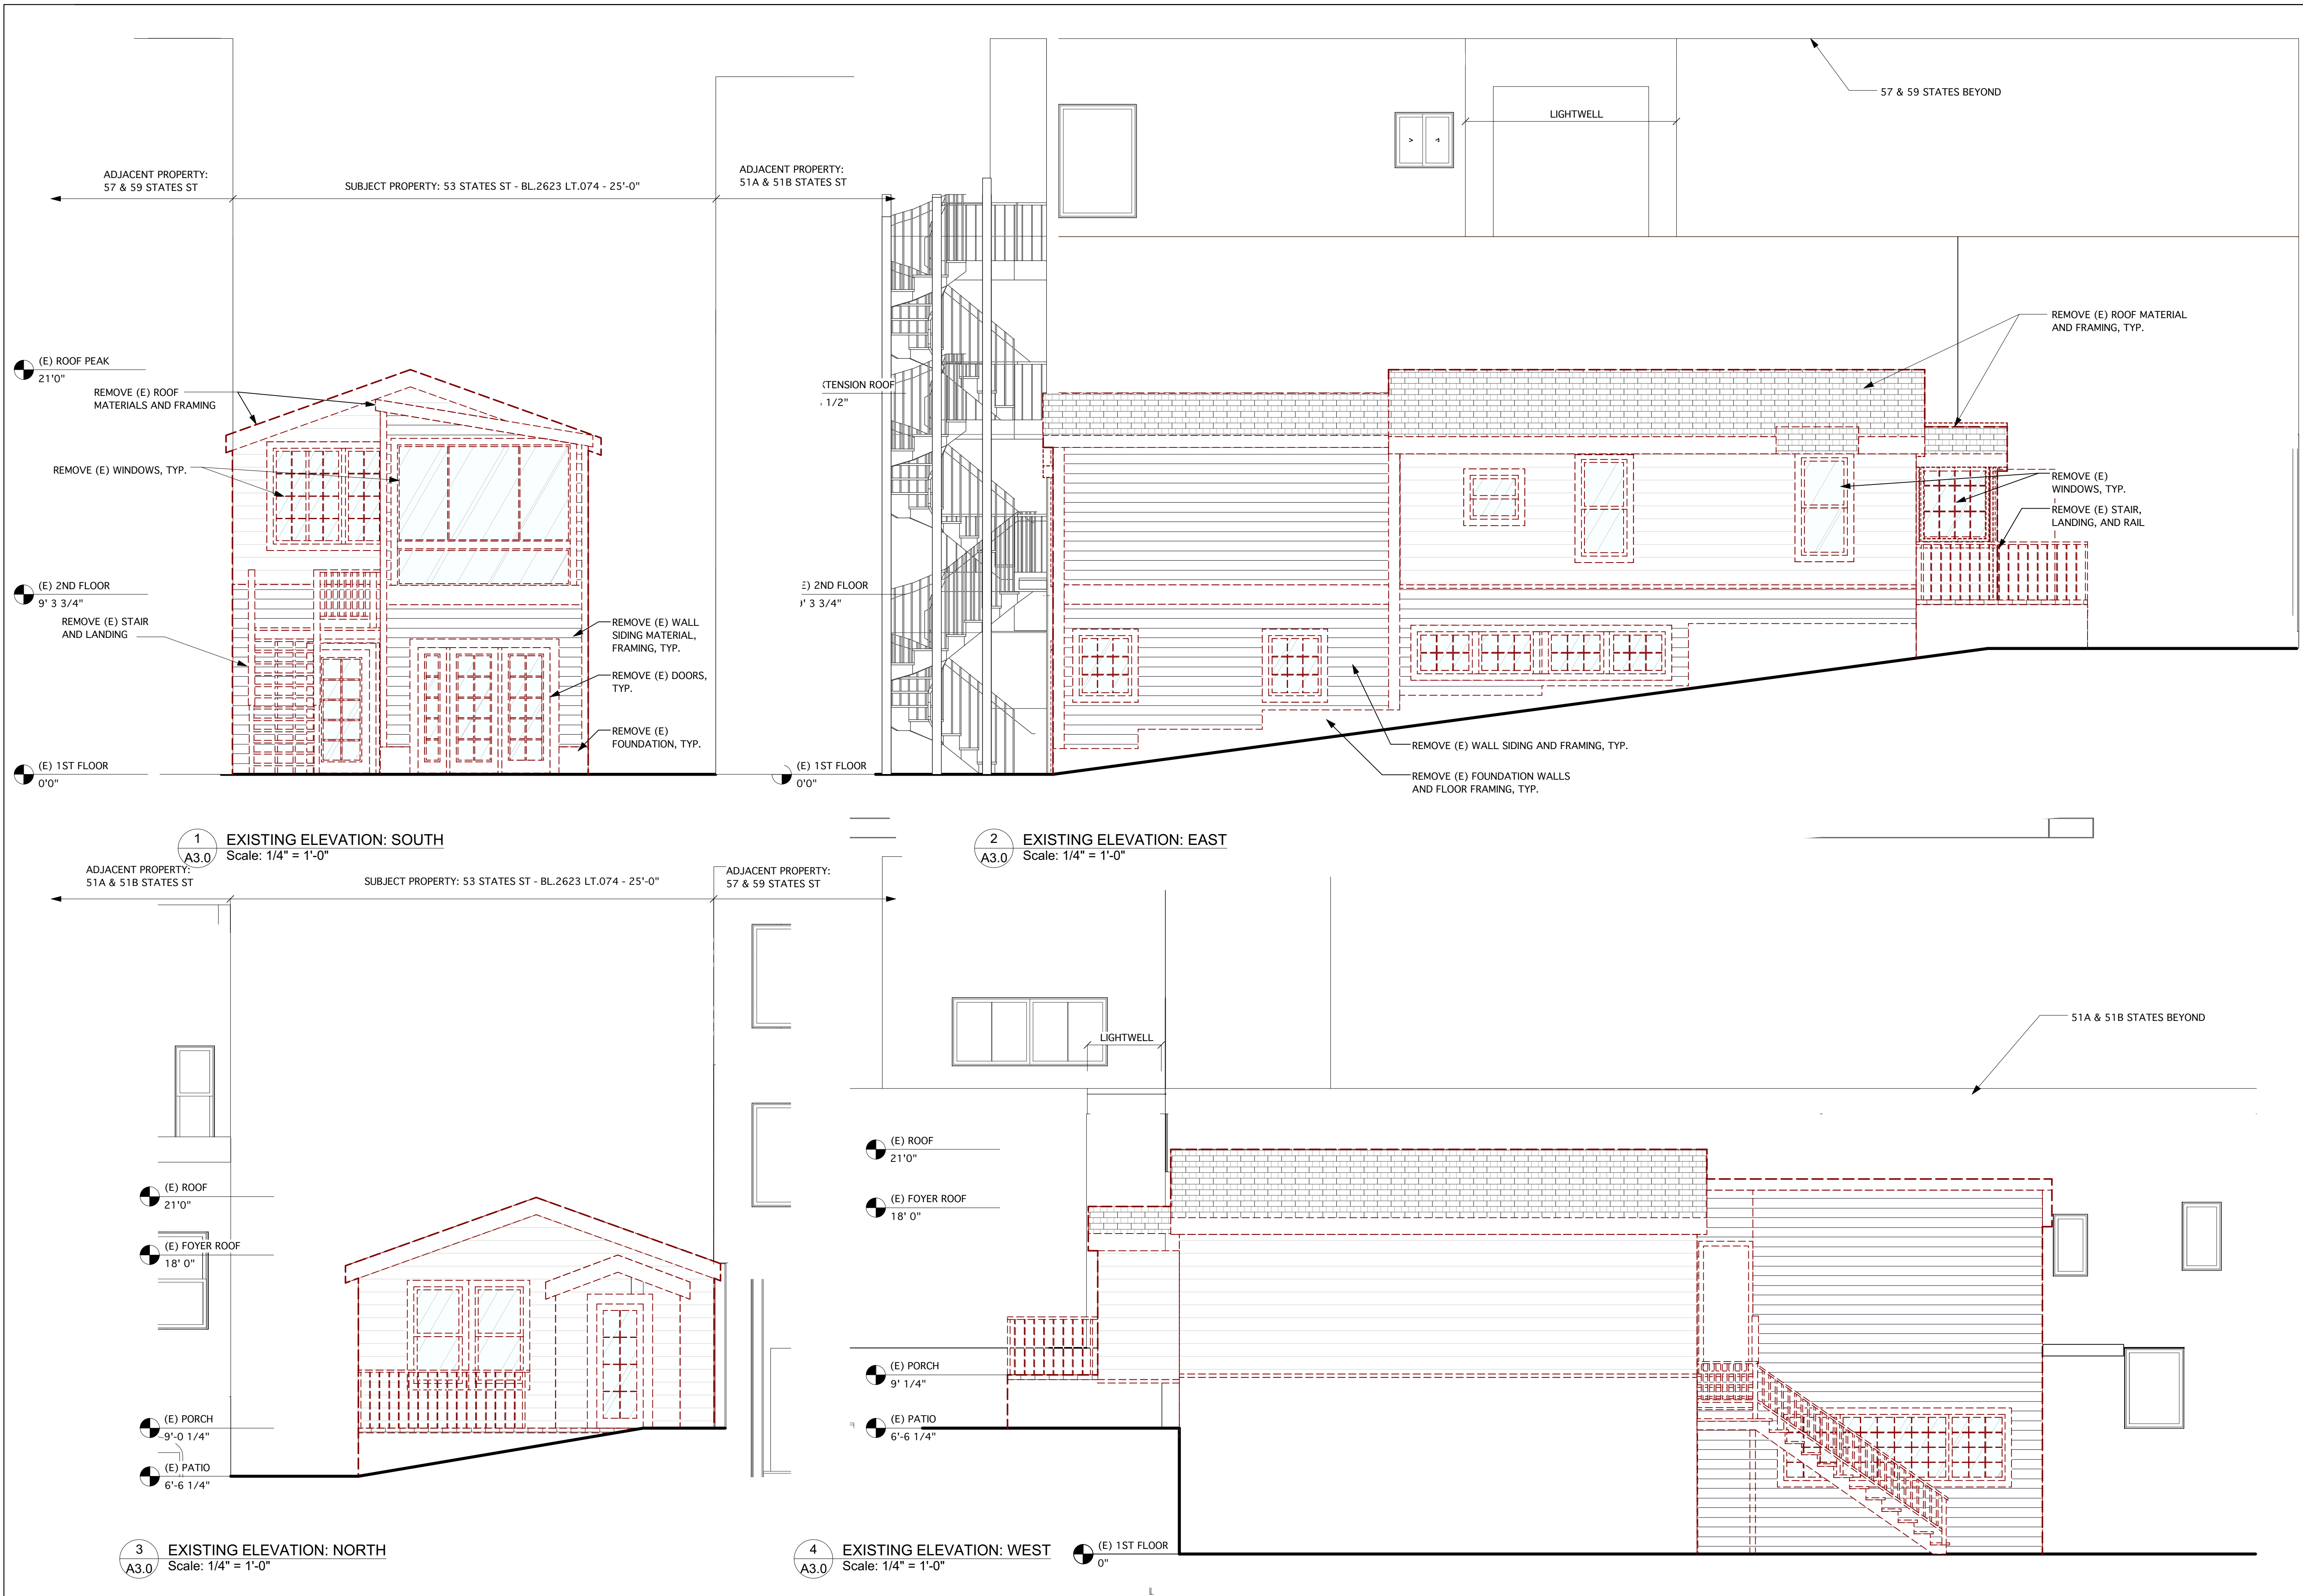 ADJACENT PROPERTY:
57 & 59 STATES ST
SUBJECT PROPERTY: 53 STATES ST - BL.2623 LT.074 - 25'-0"
ADJACENT PROPERTY:
51A & 51B STATES ST
(E) ROOF PEAK
21'0"
REMOVE (E) ROOF
MATERIALS AND FRAMING
REMOVE (E) WINDOWS, TYP.
(E) 2ND FLOOR
9' 3 3/4"
REMOVE (E) STAIR
AND LANDING
REMOVE (E) WALL
SIDING MATERIAL,
FRAMING, TYP.
REMOVE (E) DOORS,
TYP.
REMOVE (E)
FOUNDATION, TYP.
(E) 1ST FLOOR
0'0"
1
A3.0
EXISTING ELEVATION: SOUTH
Scale: 1/4" = 1'-0"
57 & 59 STATES BEYOND
LIGHTWELL
REMOVE (E) ROOF MATERIAL
AND FRAMING, TYP.
TENSION ROOF
1/2"
REMOVE (E)
WINDOWS, TYP.
REMOVE (E) STAIR,
LANDING, AND RAIL
E) 2ND FLOOR
' 3 3/4"
REMOVE (E) WALL SIDING AND FRAMING, TYP.
REMOVE (E) FOUNDATION WALLS
AND FLOOR FRAMING, TYP.
(E) 1ST FLOOR
0'0"
2
A3.0
EXISTING ELEVATION: EAST
Scale: 1/4" = 1'-0"
ADJACENT PROPERTY:
51A & 51B STATES ST
SUBJECT PROPERTY: 53 STATES ST - BL.2623 LT.074 - 25'-0"
ADJACENT PROPERTY:
57 & 59 STATES ST
(E) ROOF
21'0"
(E) FOYER ROOF
18' 0"
(E) PORCH
9'-0 1/4"
(E) PATIO
6'-6 1/4"
3
A3.0
EXISTING ELEVATION: NORTH
Scale: 1/4" = 1'-0"
LIGHTWELL
51A & 51B STATES BEYOND
(E) ROOF
21'0"
(E) FOYER ROOF
18' 0"
(E) PORCH
9' 1/4"
(E) PATIO
6'-6 1/4"
4
A3.0
EXISTING ELEVATION: WEST
Scale: 1/4" = 1'-0"
(E) 1ST FLOOR
0"